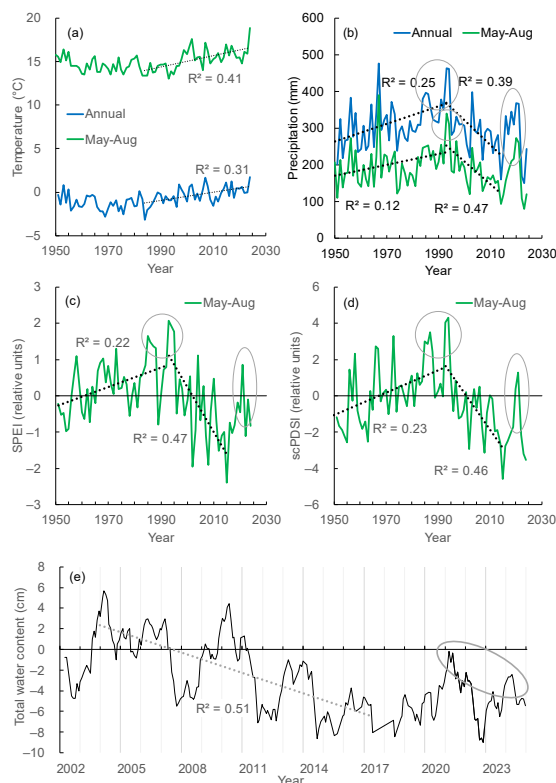 (a)
Temperature (°C)
20
15
10
5
0
–5
R² = 0.41
Annual
May-Aug
R² = 0.31
1950 1970 1990 2010 2030
Year
(b)
Annual May-Aug
Precipitation (mm)
600
500
400
300
200
100
0
R² = 0.25
R² = 0.39
R² = 0.12
R² = 0.47
1950 1970 1990 2010 2030
Year
(c)
May-Aug
SPEI (relative units)
3
2
1
0
–1
–2
–3
R² = 0.22
R² = 0.47
1950 1970 1990 2015 2030
Year
(d)
May-Aug
scPDSI (relative units)
6
4
2
0
–2
–4
–6
R² = 0.23
R² = 0.46
1950 1970 1990 2010 2030
Year
(e)
Total water content (cm)
8
6
4
2
0
–2
–4
–6
–8
–10
R² = 0.51
2002 2005 2008 2011 2014 2017 2020 2023
Year